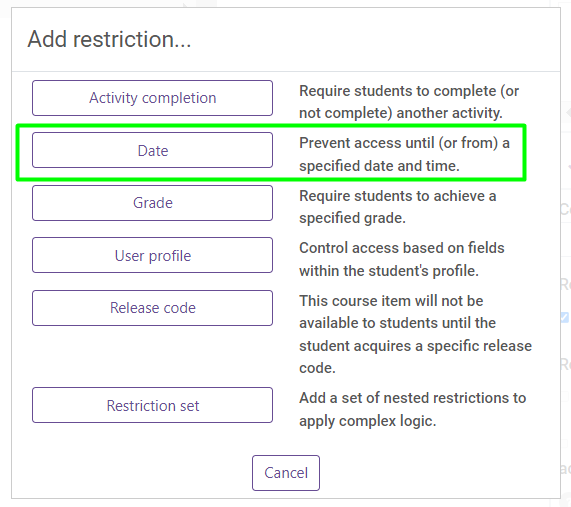 Add restriction...
Activity completion
Require students to complete (or
not complete) another activity.
Date
Prevent access until (or from) a
specified date and time.
Grade
Require students to achieve a
specified grade.
User profile
Control access based on fields
within the student's profile.
Release code
This course item will not be
available to students until the
student acquires a specific release
code.
Restriction set
Add a set of nested restrictions to
apply complex logic.
Cancel